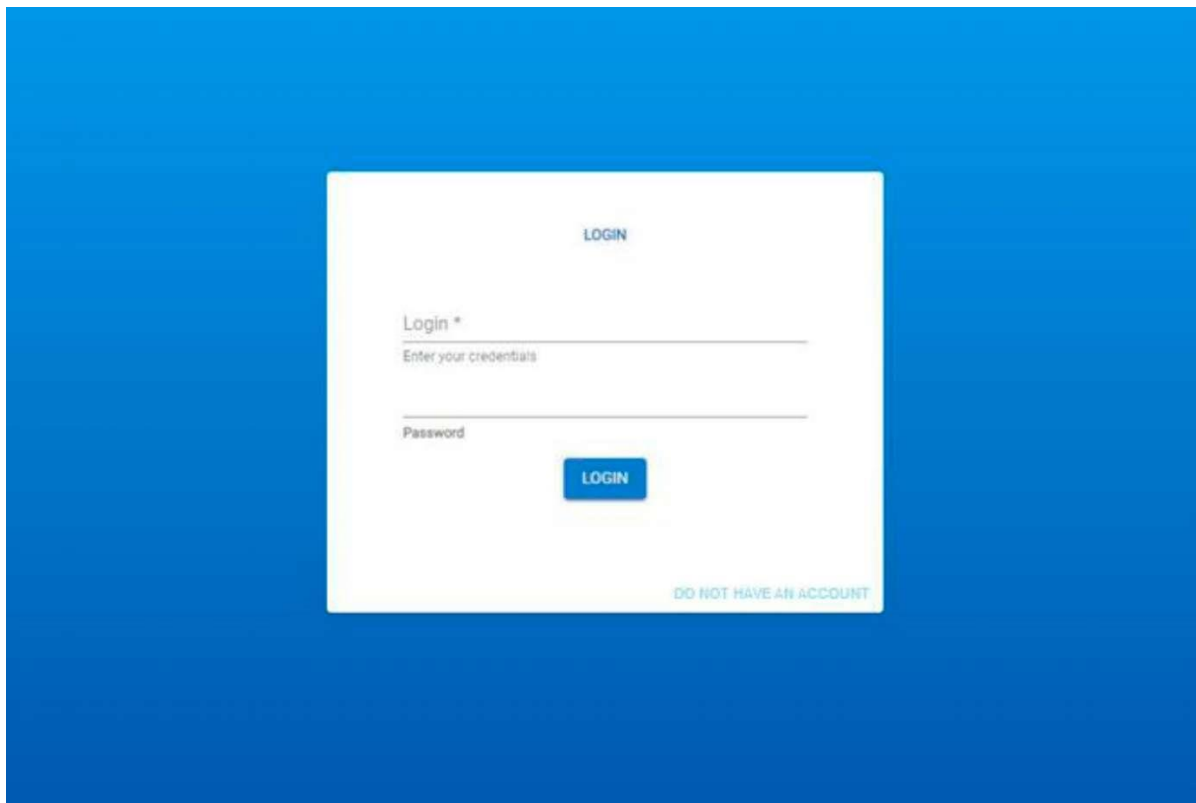 LOGIN
Login *
Enter your credentials
Password
LOGIN
DO NOT HAVE AN ACCOUNT